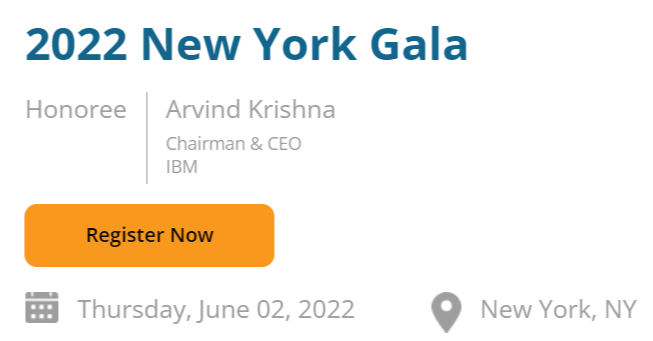 2022 New York Gala
Honoree
Arvind Krishna
Chairman & CEO
IBM
Register Now
Thursday, June 02, 2022
New York, NY